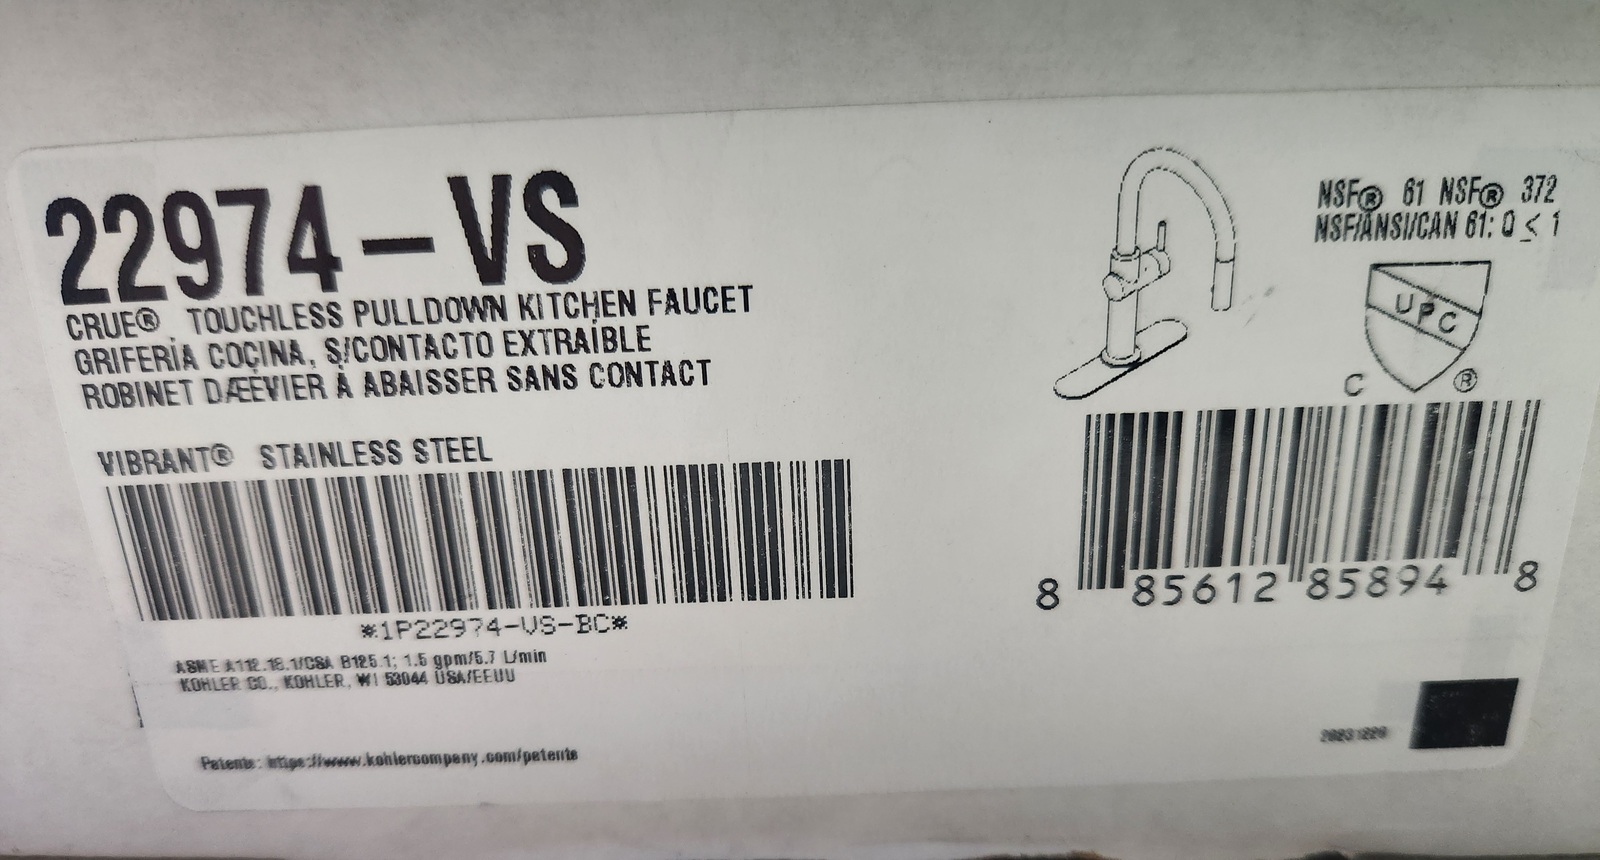 22974-VS
CRUE® TOUCHLESS PULLDOWN KITCHEN FAUCET
GRIFERÍA COCINA, S/CONTACTO EXTRAÍBLE
ROBINET DÆÉVIER À ABAISSER SANS CONTACT
VIBRANT® STAINLESS STEEL
*1P22974-VS-BC*
ASME A112.18.1/CSA B125.1; 1.5 gpm/5.7 L/min
KOHLER CO., KOHLER, WI 53044 USA/EEUU
Patents: https://www.kohlercompany.com/patents
NSF® 61 NSF® 372
NSF/ANSI/CAN 61: Q ≤ 1
UPC
C ®
8 85612 85894 8